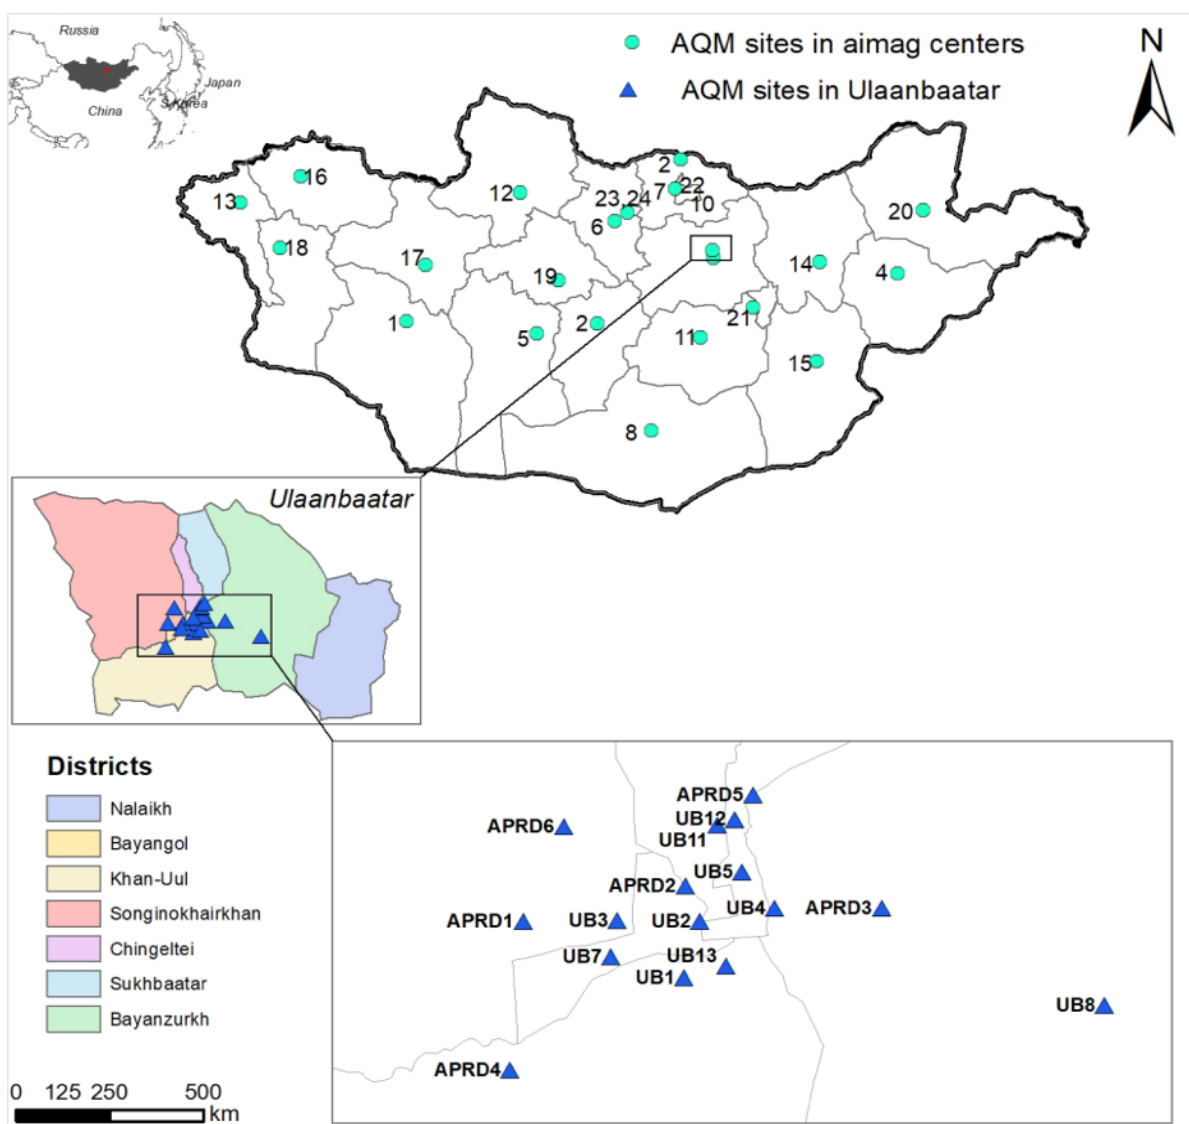 Russia
Japan
S.Korea
China
AQM sites in aimag centers
AQM sites in Ulaanbaatar
N
16
13
18
12
17
1
19
5
2
23 24
6
2
7
22
10
20
14
4
21
11
15
8
Ulaanbaatar
Districts
Nalaikh
Bayangol
Khan-Uul
Songinokhairkhan
Chingeltei
Sukhbaatar
Bayanzurkh
0 125 250 500
km
APRD5
UB12
UB11
APRD6
UB5
APRD2
APRD1
UB3
UB2
UB4
APRD3
UB7
UB13
UB1
UB8
APRD4